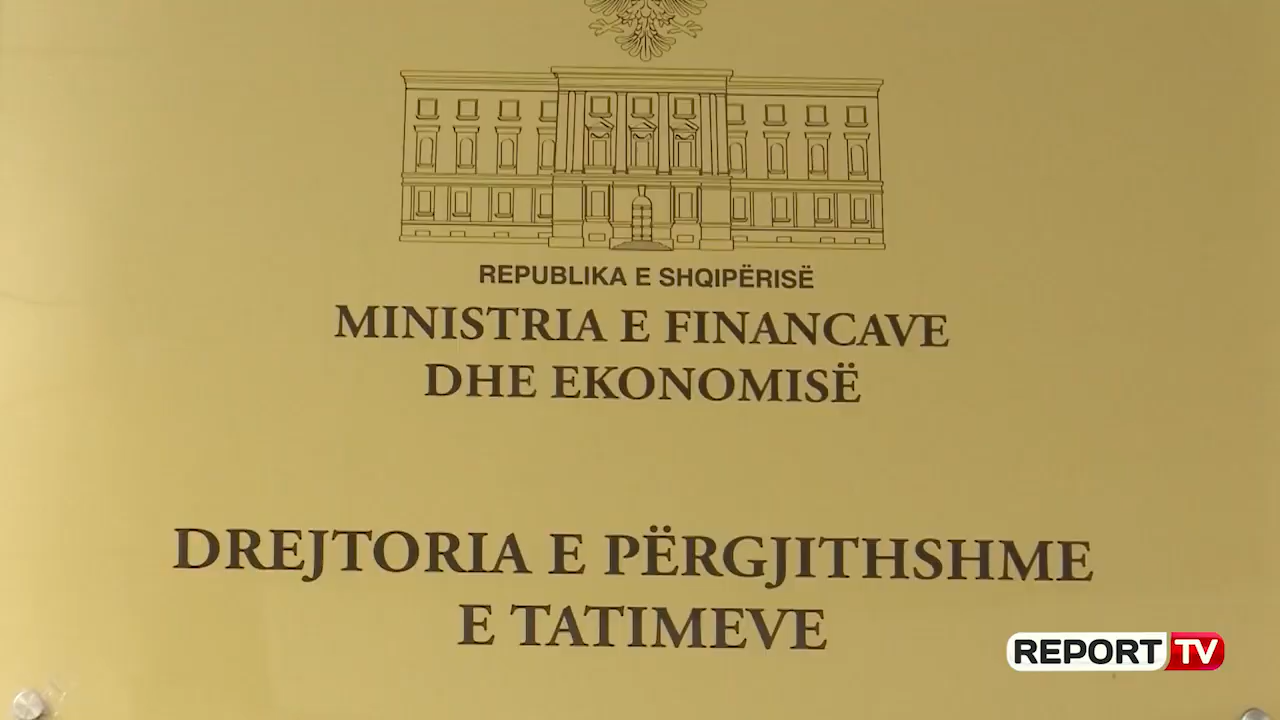 REPUBLIKA E SHQIPËRISË
MINISTRIA E FINANCAVE
DHE EKONOMISË
DREJTORIA E PËRGJITHSHME
E TATIMEVE
REPORT TV